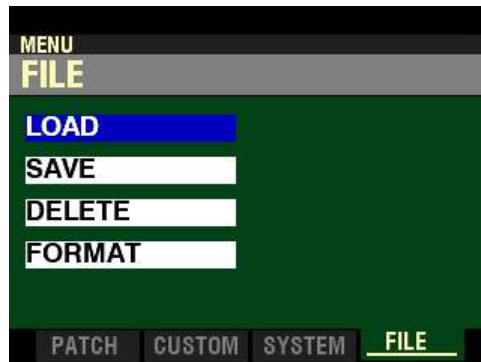 MENU
FILE
LOAD
SAVE
DELETE
FORMAT
PATCH CUSTOM SYSTEM FILE